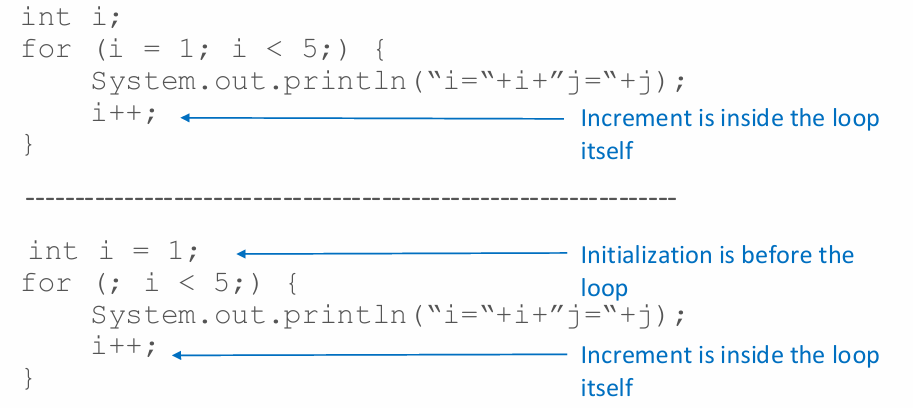 int i;
for (i = 1; i < 5;) {
System.out.println(“i=“+i+”j=“+j);
i++;
Increment is inside the loop
itself
}
-----------------------------------------------------------------
int i = 1;
Initialization is before the
loop
for (; i < 5;) {
System.out.println(“i=“+i+”j=“+j);
i++;
Increment is inside the loop
itself
}